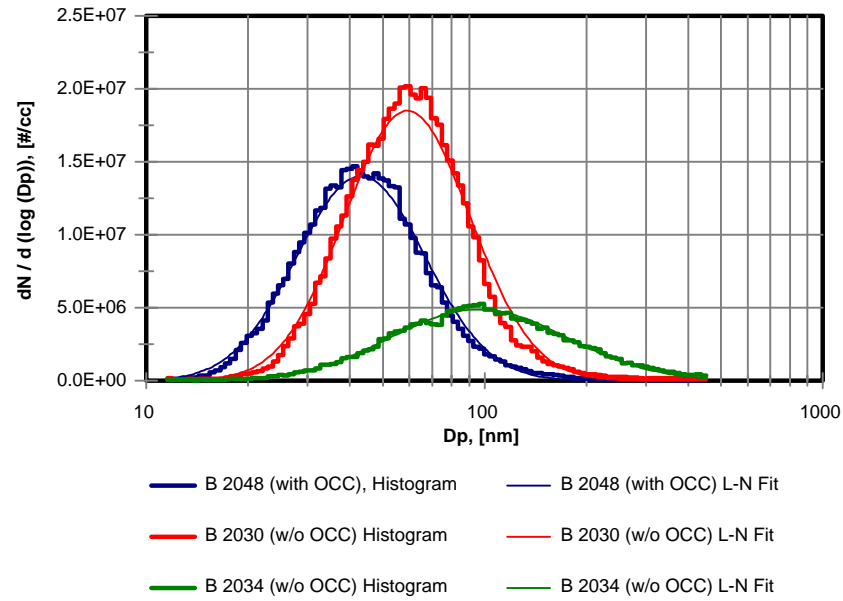 2.5E+07
2.0E+07
1.5E+07
1.0E+07
5.0E+06
0.0E+00
dN / d (log (Dp)), [#/cc]
10 100 1000
Dp, [nm]
B 2048 (with OCC), Histogram B 2048 (with OCC) L-N Fit
B 2030 (w/o OCC) Histogram B 2030 (w/o OCC) L-N Fit
B 2034 (w/o OCC) Histogram B 2034 (w/o OCC) L-N Fit